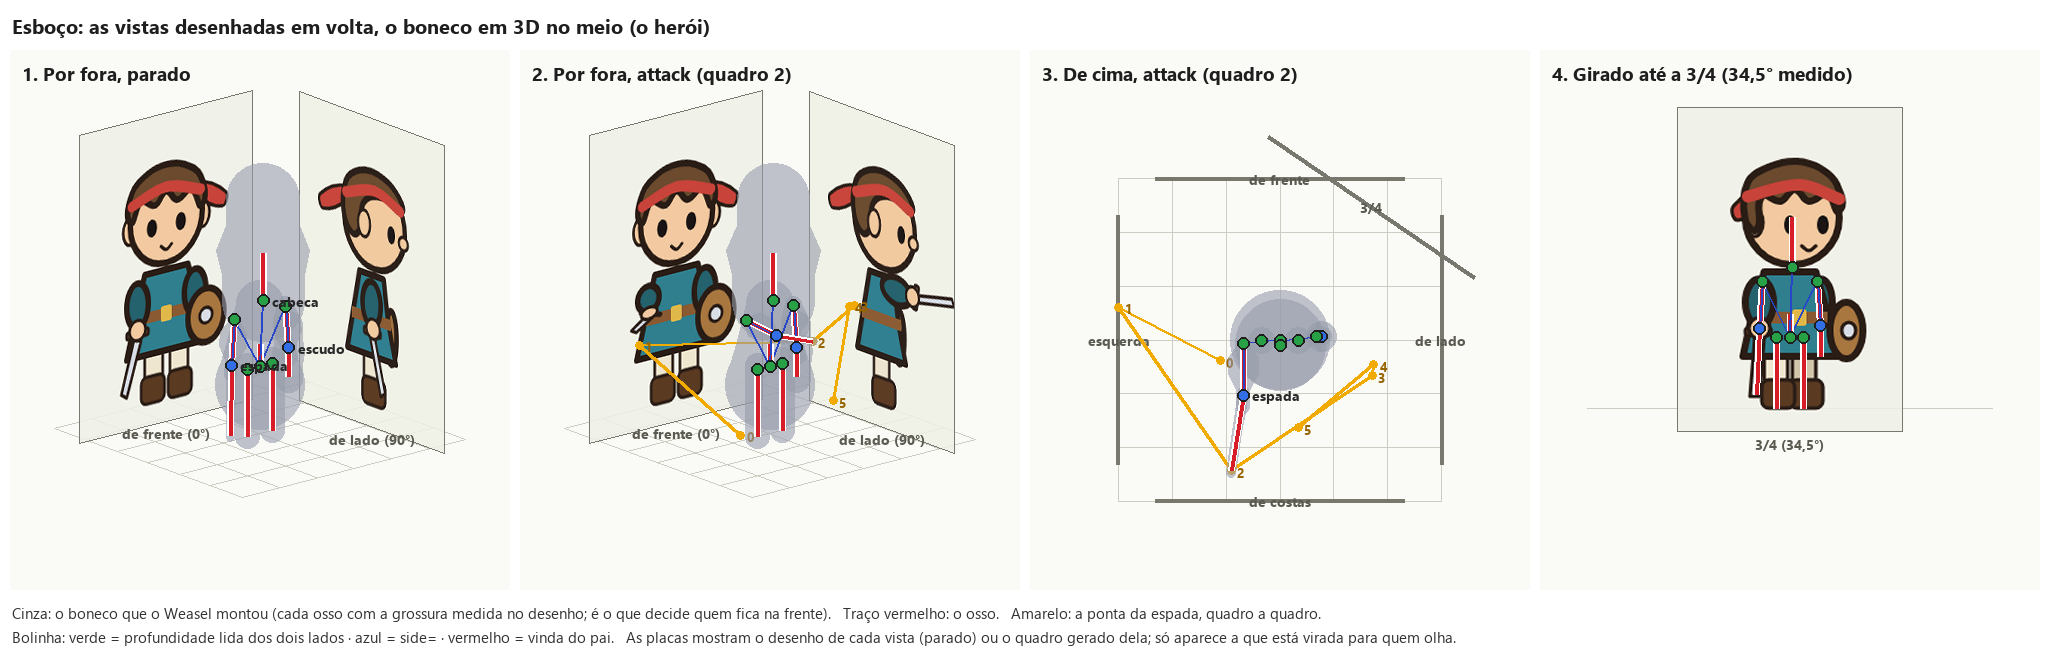 Esboço: as vistas desenhadas em volta, o boneco em 3D no meio (o herói)
1. Por fora, parado
cabeca
escudo
espada
de frente (0°)
de lado (90°)
2. Por fora, attack (quadro 2)
4
2
5
0
de frente (0°)
de lado (90°)
3. De cima, attack (quadro 2)
de frente
3/4
1
esquerda
de lado
0
4
3
espada
5
2
de costas
4. Girado até a 3/4 (34,5° medido)
3/4 (34,5°)
Cinza: o boneco que o Weasel montou (cada osso com a grossura medida no desenho; é o que decide quem fica na frente). Traço vermelho: o osso. Amarelo: a ponta da espada, quadro a quadro.
Bolinha: verde = profundidade lida dos dois lados · azul = side= · vermelho = vinda do pai. As placas mostram o desenho de cada vista (parado) ou o quadro gerado dela; só aparece a que está virada para quem olha.